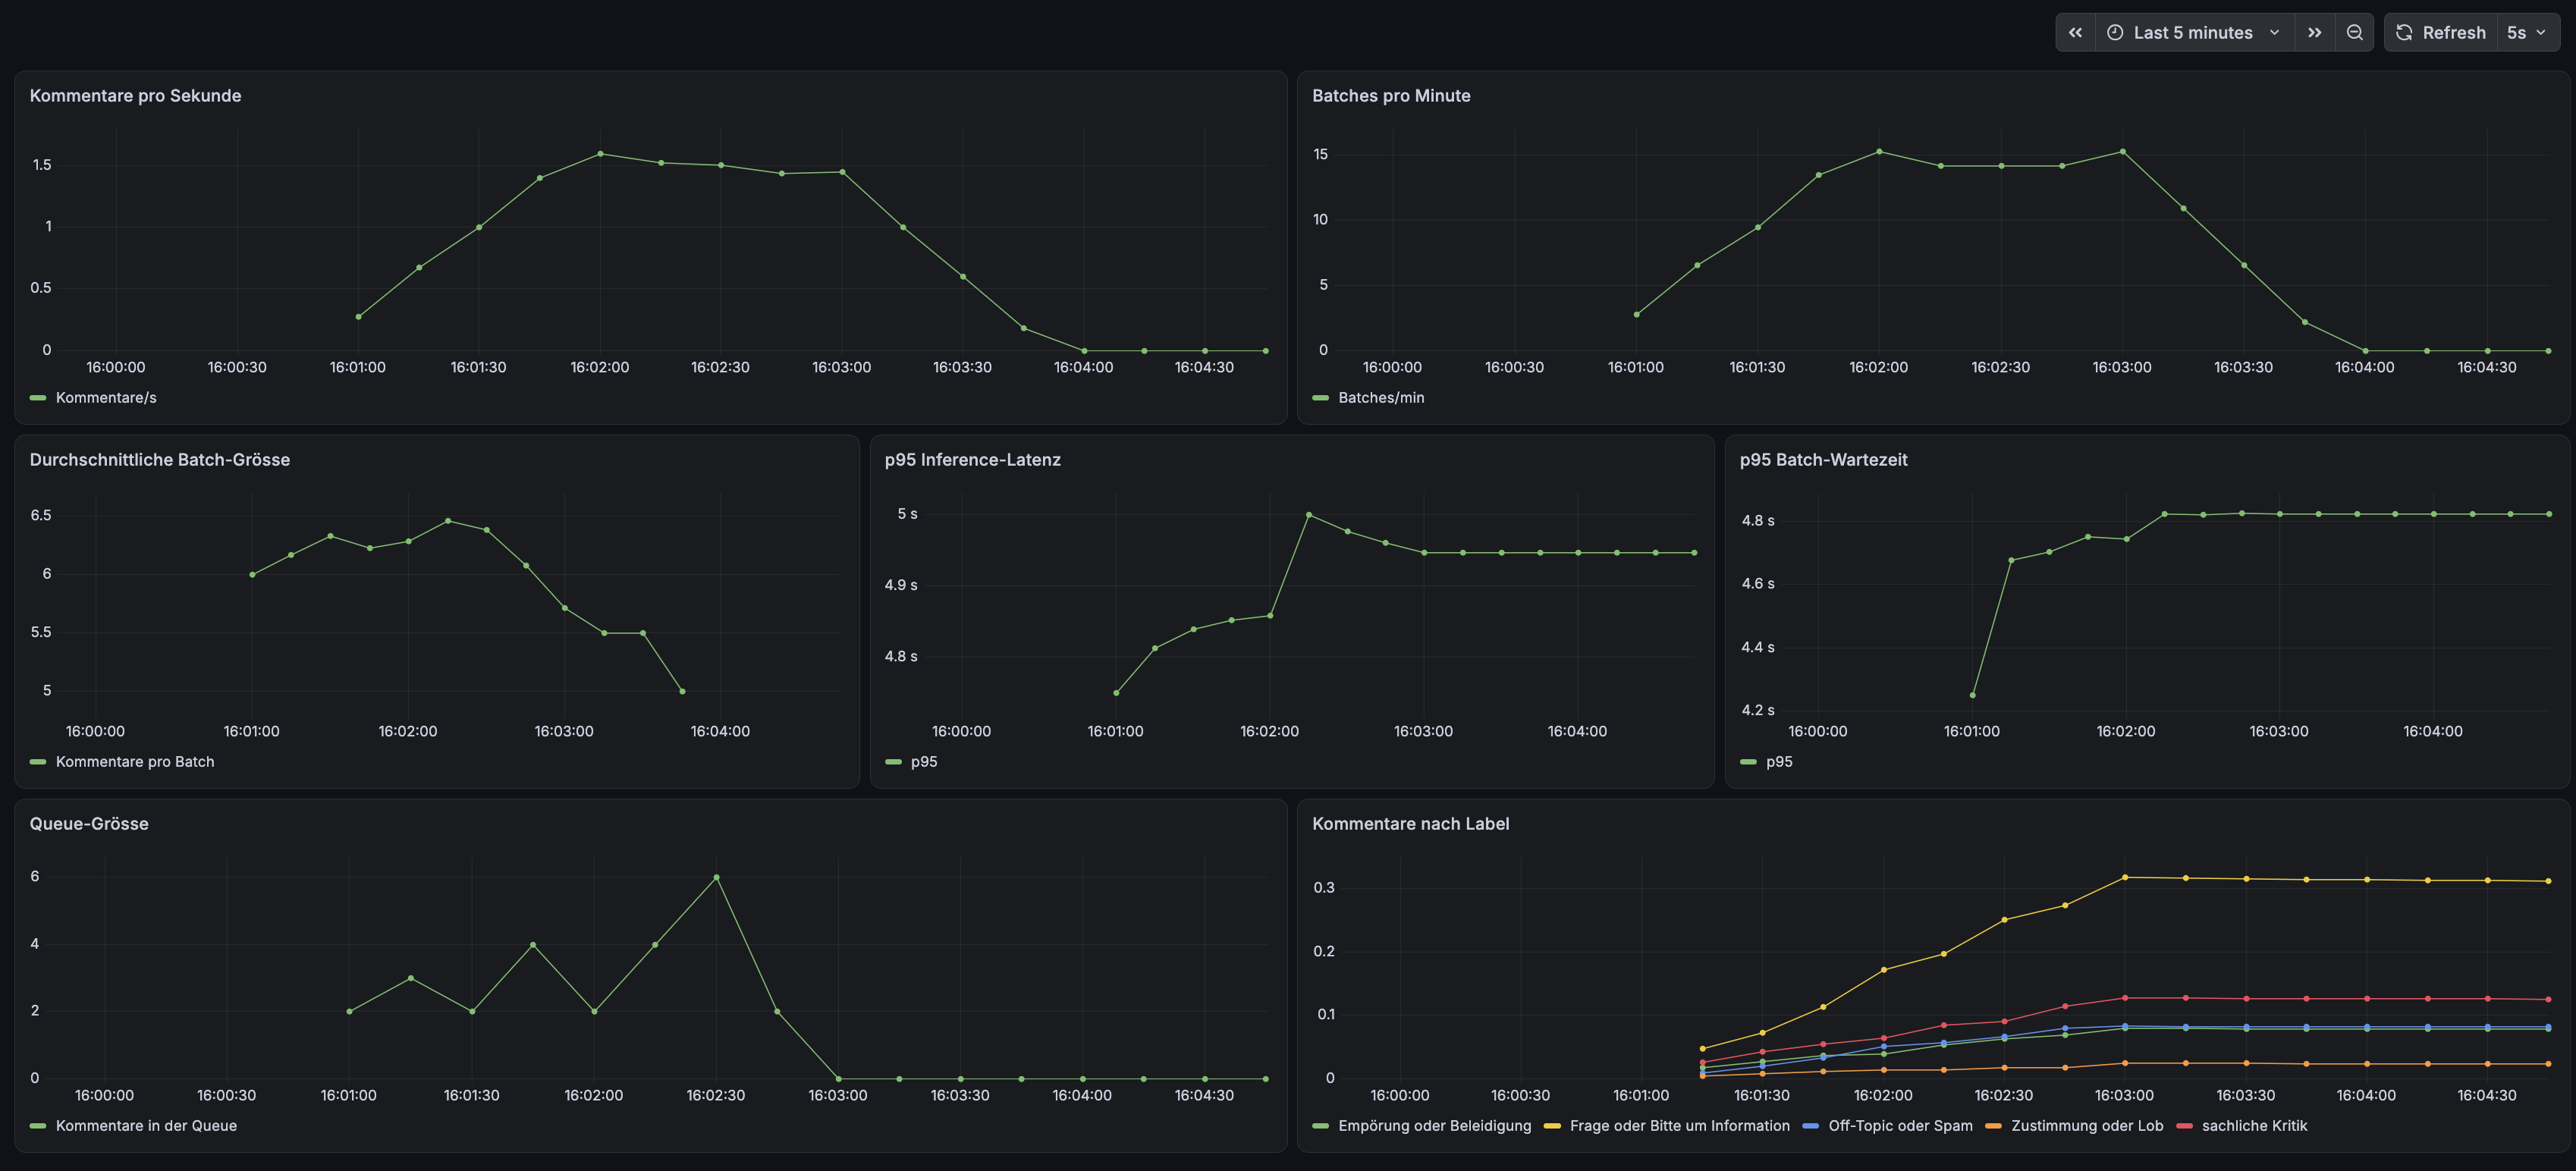 Last 5 minutes Refresh 5s
Kommentare pro Sekunde
1.5
1
0.5
0
16:00:00 16:00:30 16:01:00 16:01:30 16:02:00 16:02:30 16:03:00 16:03:30 16:04:00 16:04:30
Kommentare/s
Batches pro Minute
15
10
5
0
16:00:00 16:00:30 16:01:00 16:01:30 16:02:00 16:02:30 16:03:00 16:03:30 16:04:00 16:04:30
Batches/min
Durchschnittliche Batch-Grösse
6.5
6
5.5
5
16:00:00 16:01:00 16:02:00 16:03:00 16:04:00
Kommentare pro Batch
p95 Inference-Latenz
5 s
4.9 s
4.8 s
16:00:00 16:01:00 16:02:00 16:03:00 16:04:00
p95
p95 Batch-Wartezeit
4.8 s
4.6 s
4.4 s
4.2 s
16:00:00 16:01:00 16:02:00 16:03:00 16:04:00
p95
Queue-Grösse
6
4
2
0
16:00:00 16:00:30 16:01:00 16:01:30 16:02:00 16:02:30 16:03:00 16:03:30 16:04:00 16:04:30
Kommentare in der Queue
Kommentare nach Label
0.3
0.2
0.1
0
16:00:00 16:00:30 16:01:00 16:01:30 16:02:00 16:02:30 16:03:00 16:03:30 16:04:00 16:04:30
Empörung oder Beleidigung Frage oder Bitte um Information Off-Topic oder Spam Zustimmung oder Lob sachliche Kritik